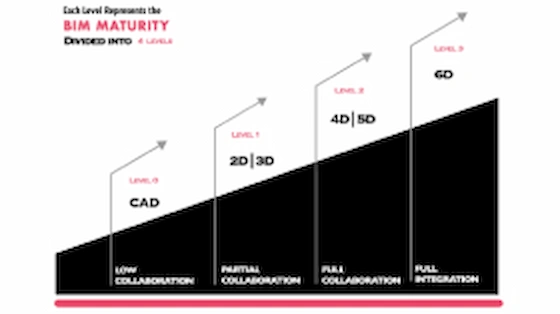 Each Level Represents the
BIM MATURITY
DIVIDED INTO 4 LEVELS
LEVEL 0
CAD
LOW
COLLABORATION
LEVEL 1
2D|3D
PARTIAL
COLLABORATION
LEVEL 2
4D|5D
FULL
COLLABORATION
LEVEL 3
6D
FULL
INTEGRATION